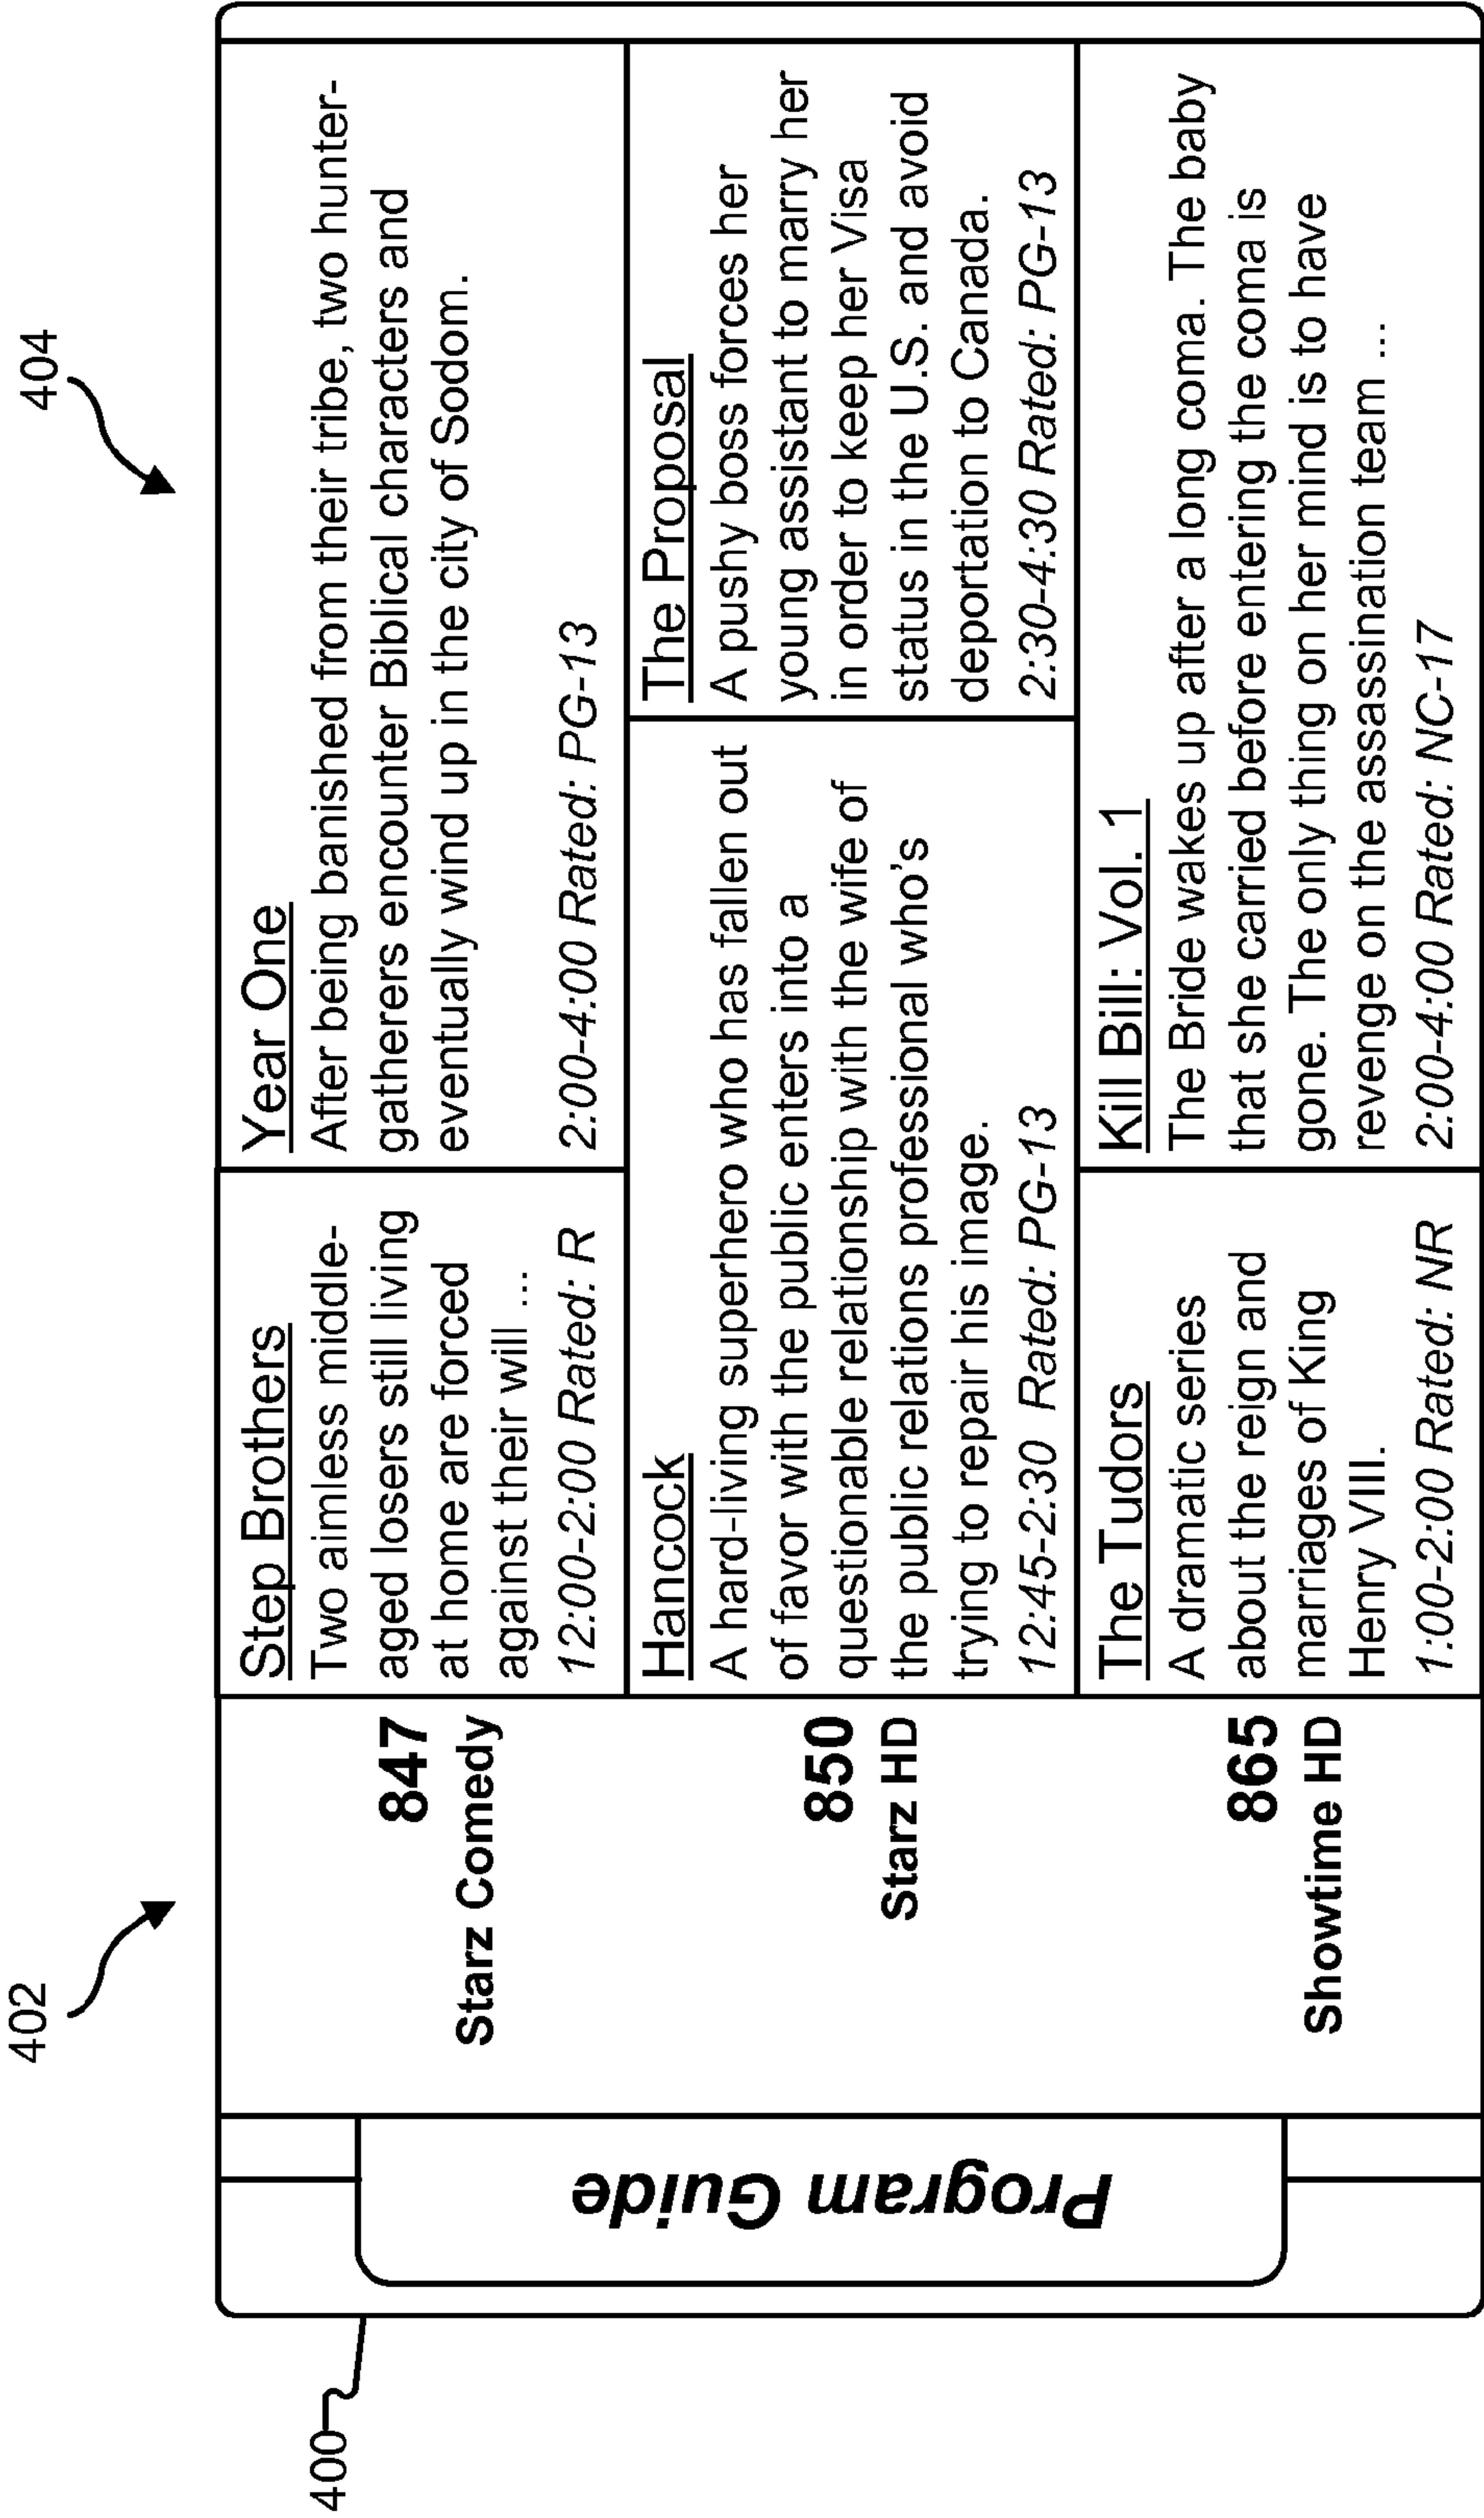 402
404
400
Program Guide
847
Starz Comedy
Step Brothers
Two aimless middle-
aged losers still living
at home are forced
against their will ...
12:00-2:00 Rated: R
Year One
After being banished from their tribe, two hunter-
gatherers encounter Biblical characters and
eventually wind up in the city of Sodom.
2:00-4:00 Rated: PG-13
850
Starz HD
Hancock
A hard-living superhero who has fallen out
of favor with the public enters into a
questionable relationship with the wife of
the public relations professional who's
trying to repair his image.
12:45-2:30 Rated: PG-13
The Proposal
A pushy boss forces her
young assistant to marry her
in order to keep her Visa
status in the U.S. and avoid
deportation to Canada.
2:30-4:30 Rated: PG-13
865
Showtime HD
The Tudors
A dramatic series
about the reign and
marriages of King
Henry VIII.
1:00-2:00 Rated: NR
Kill Bill: Vol. 1
The Bride wakes up after a long coma. The baby
that she carried before entering the coma is
gone. The only thing on her mind is to have
revenge on the assassination team ...
2:00-4:00 Rated: NC-17